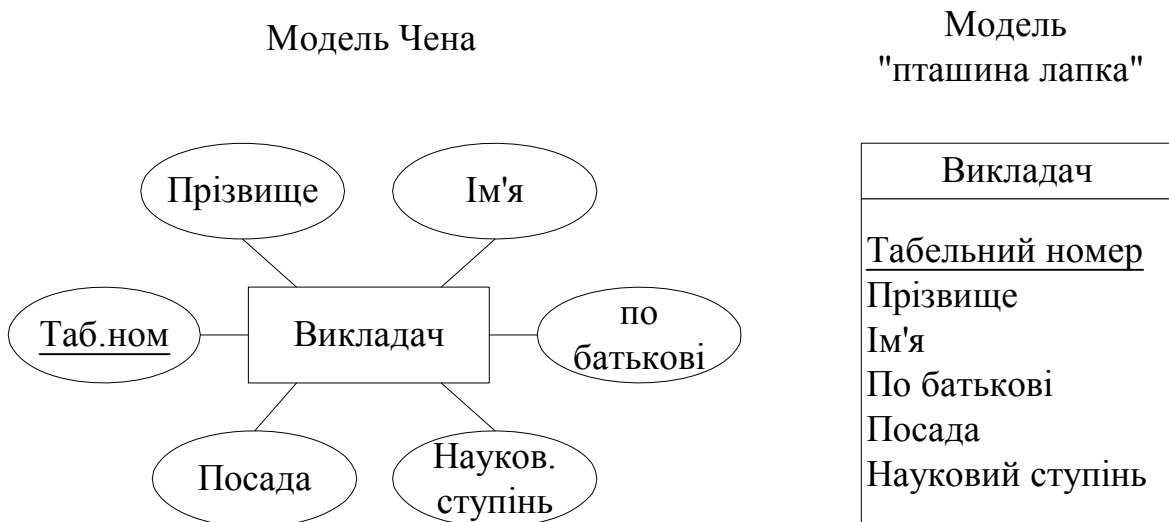 Модель Чена
Модель
"пташина лапка"
Прізвище
Ім'я
Таб.ном
Викладач
по
батькові
Посада
Науков.
ступінь
Викладач
Табельний номер
Прізвище
Ім'я
По батькові
Посада
Науковий ступінь